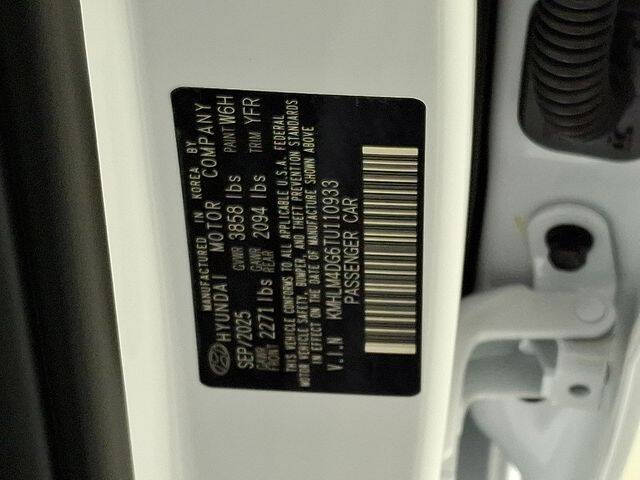 MANUFACTURED IN KOREA BY
HYUNDAI MOTOR COMPANY
SEP/2025 GVWR 3858 lbs PAINT W6H
GAWR FRONT 2271 lbs GAWR REAR 2094 lbs TRIM YFR
THIS VEHICLE CONFORMS TO ALL APPLICABLE U.S.A. FEDERAL
MOTOR VEHICLE SAFETY, BUMPER, AND THEFT PREVENTION STANDARDS
IN EFFECT ON THE DATE OF MANUFACTURE SHOWN ABOVE
V.I.N KMHLM4DG6TU110933
PASSENGER CAR